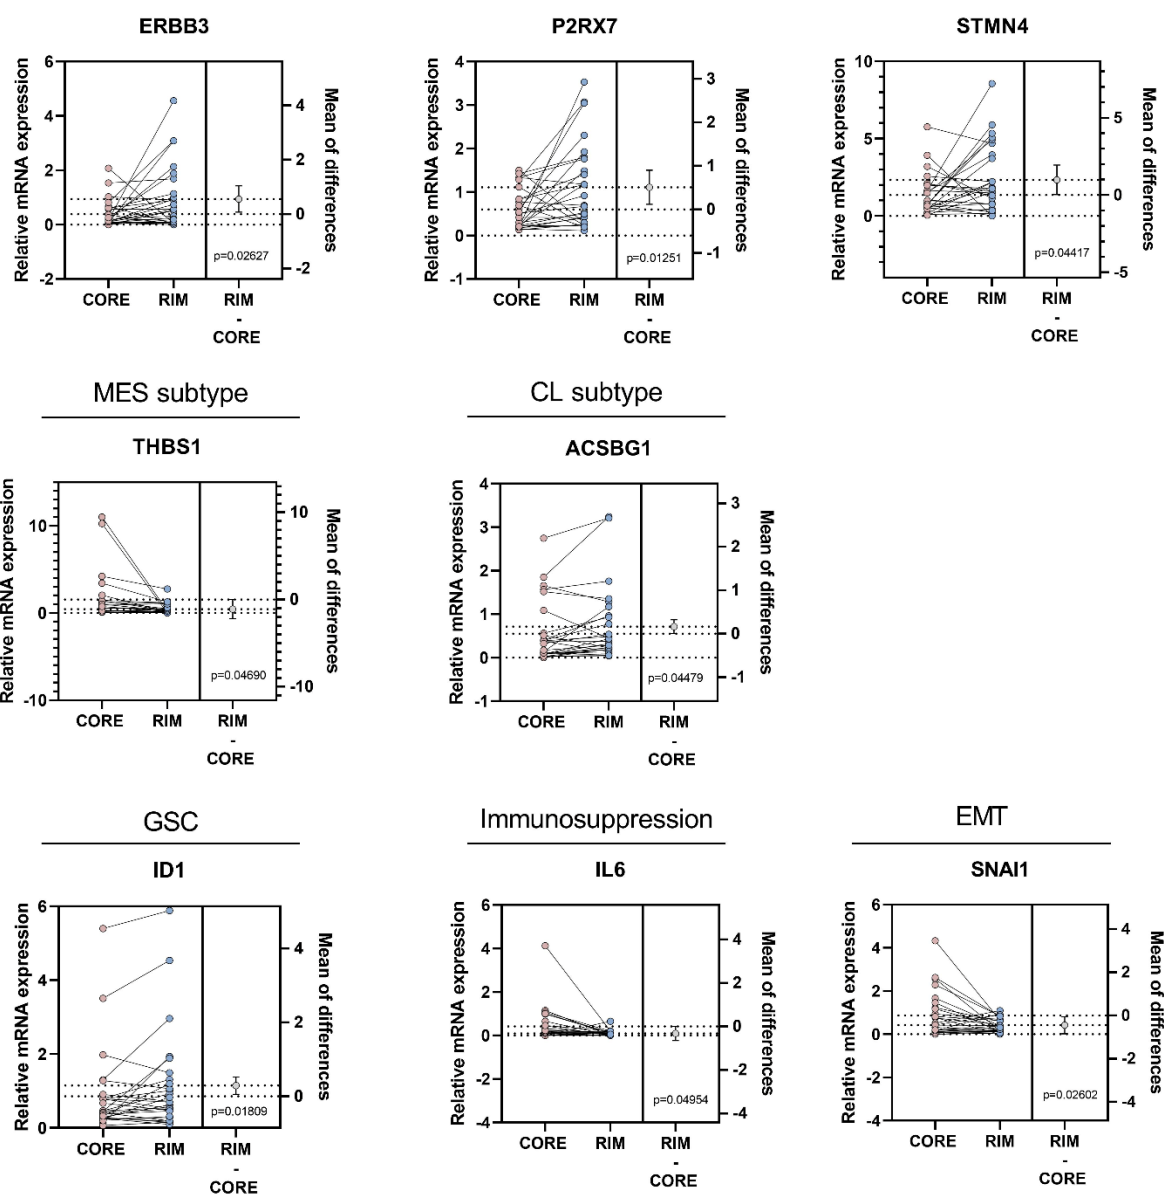 ERBB3
P2RX7
STMN4
Relative mRNA expression
6
4
2
0
-2
4
2
0
-2
Mean of differences
p=0.02627
CORE
RIM
RIM
-
CORE
Relative mRNA expression
4
3
2
1
0
-1
3
2
1
0
-1
Mean of differences
p=0.01251
CORE
RIM
RIM
-
CORE
Relative mRNA expression
10
5
0
5
0
-5
Mean of differences
p=0.04417
CORE
RIM
RIM
-
CORE
MES subtype
CL subtype
THBS1
ACSBG1
Relative mRNA expression
10
0
-10
10
0
-10
Mean of differences
p=0.04690
CORE
RIM
RIM
-
CORE
Relative mRNA expression
4
3
2
1
0
-1
3
2
1
0
-1
Mean of differences
p=0.04479
CORE
RIM
RIM
-
CORE
GSC
Immunosuppression
EMT
ID1
IL6
SNAI1
Relative mRNA expression
6
4
2
0
4
2
0
Mean of differences
p=0.01809
CORE
RIM
RIM
-
CORE
Relative mRNA expression
6
4
2
0
-2
-4
4
2
0
-2
-4
Mean of differences
p=0.04954
CORE
RIM
RIM
-
CORE
Relative mRNA expression
6
4
2
0
-2
-4
4
2
0
-2
-4
Mean of differences
p=0.02602
CORE
RIM
RIM
-
CORE